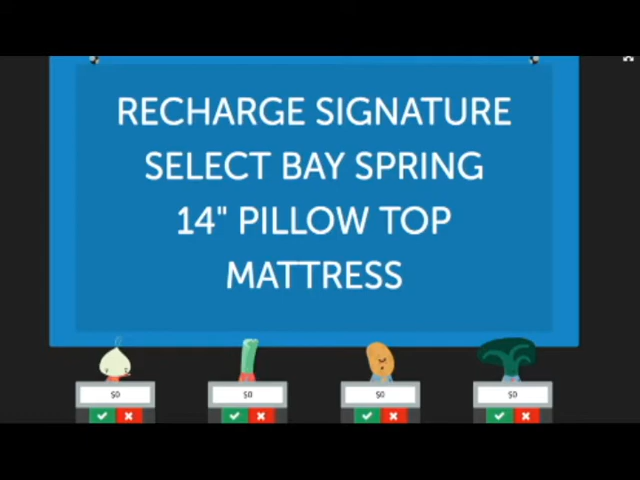 RECHARGE SIGNATURE
SELECT BAY SPRING
14" PILLOW TOP
MATTRESS
$0 $0 $0 $0